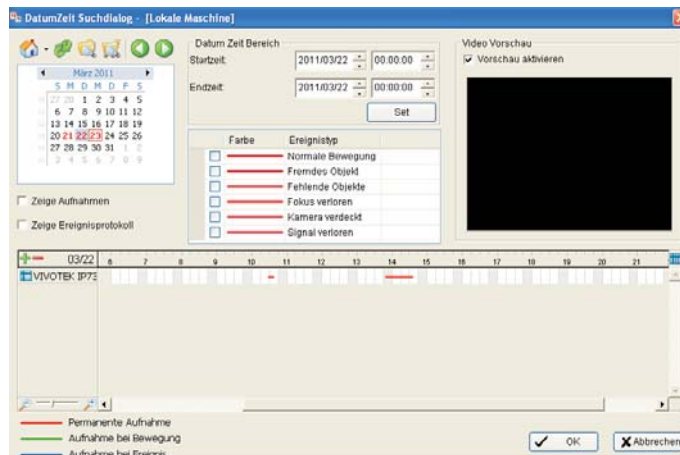 DatumZeit Suchdialog - [Lokale Maschine]
Datum Zeit Bereich
Startzeit: 2011/03/22 00:00:00
Endzeit: 2011/03/22 00:00:00
Set
Video Vorschau
Vorschau aktivieren
März 2011
S M D M D F S
27 28 1 2 3 4 5
6 7 8 9 10 11 12
13 14 15 16 17 18 19
20 21 22 23 24 25 26
27 28 29 30 31 1 2
3 4 5 6 7 8 9
Zeige Aufnahmen
Zeige Ereignisprotokoll
Farbe Ereignistyp
Normale Bewegung
Fremdes Objekt
Fehlende Objekte
Fokus verloren
Kamera verdeckt
Signal verloren
03/22 6 7 8 9 10 11 12 13 14 15 16 17 18 19 20 21
VIVOTEK IP73
Permanente Aufnahme
Aufnahme bei Bewegung
Aufnahme bei Ereignis
OK
Abbrechen